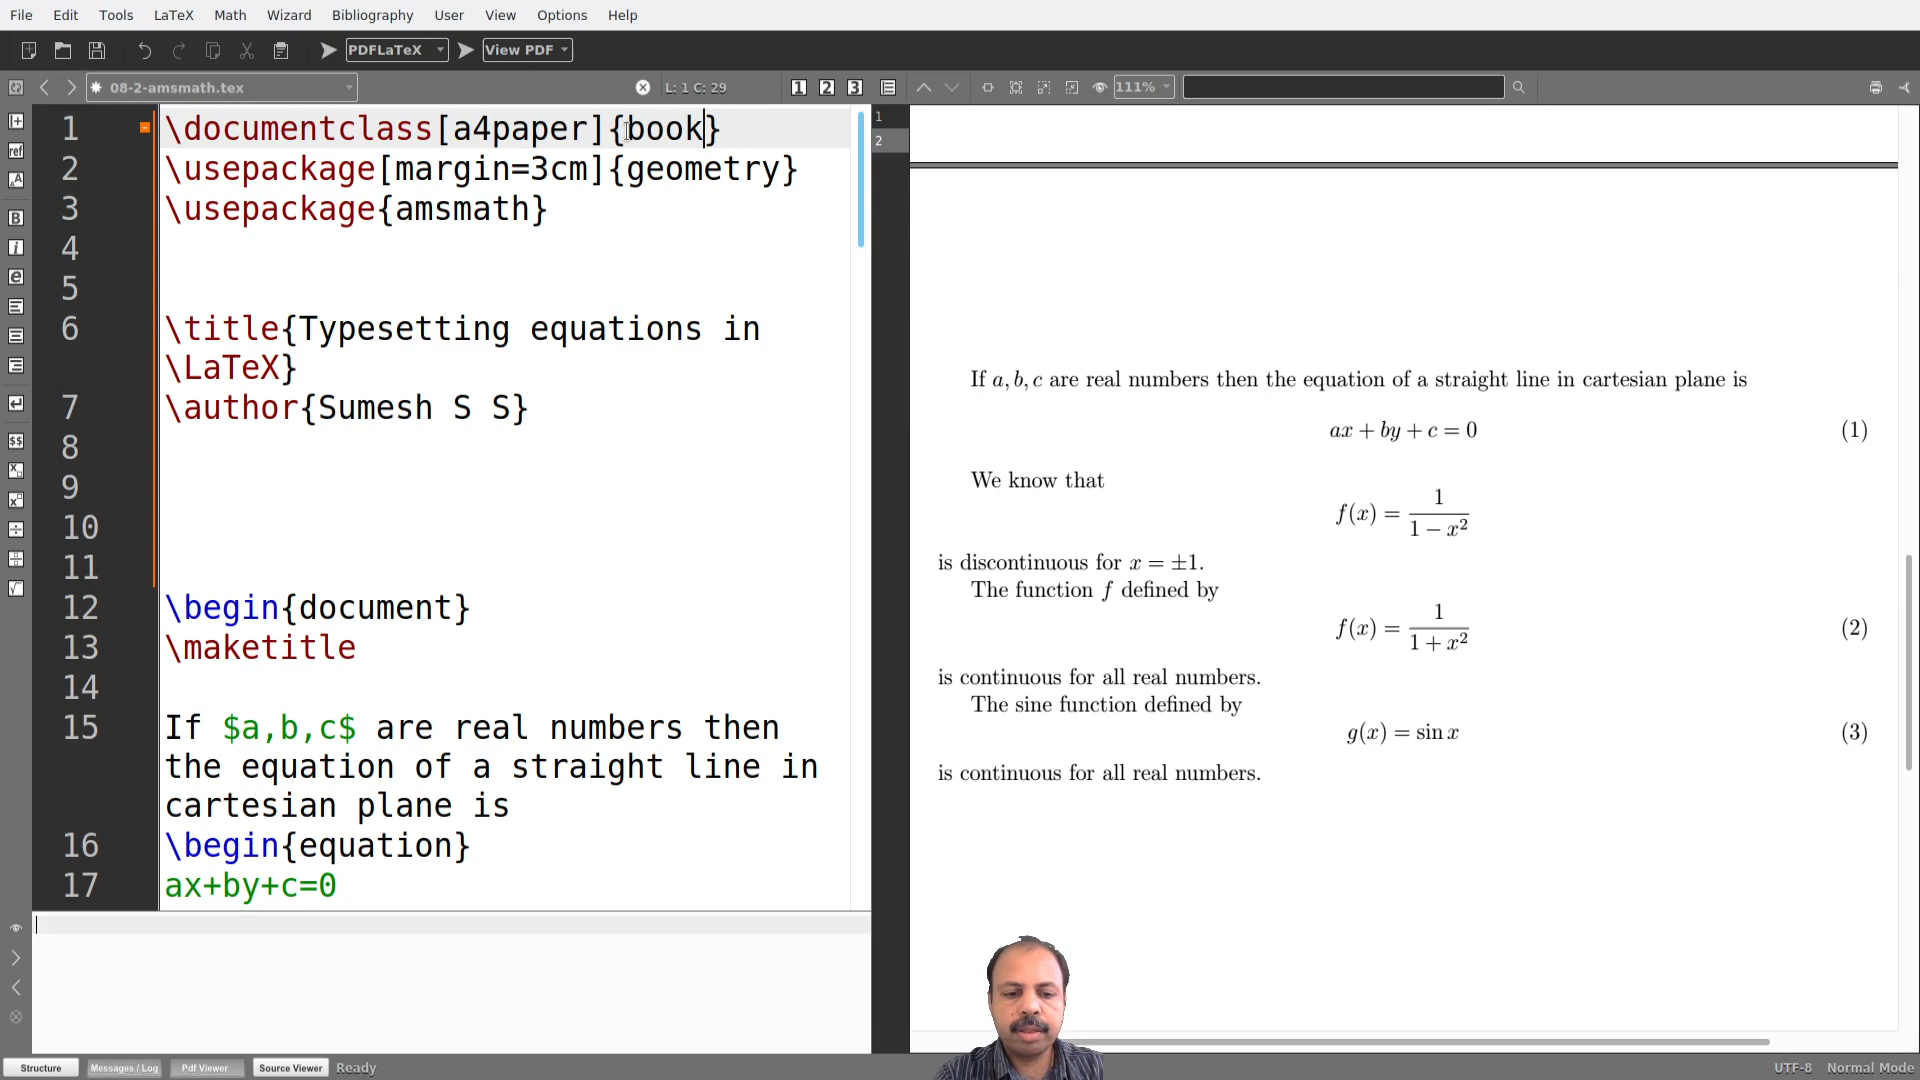 File Edit Tools LaTeX Math Wizard Bibliography User View Options Help
PDFLaTeX View PDF
08-2-amsmath.tex L: 1 C: 29 1 2 3 111%
1 \documentclass[a4paper]{book}
2 \usepackage[margin=3cm]{geometry}
3 \usepackage{amsmath}
4
5
6 \title{Typesetting equations in
\LaTeX}
7 \author{Sumesh S S}
8
9
10
11
12 \begin{document}
13 \maketitle
14
15 If $a,b,c$ are real numbers then
the equation of a straight line in
cartesian plane is
16 \begin{equation}
17 ax+by+c=0
1
2
If a, b, c are real numbers then the equation of a straight line in cartesian plane is
ax + by + c = 0 (1)
We know that
f(x) = 1 / (1 − x²)
is discontinuous for x = ±1.
The function f defined by
f(x) = 1 / (1 + x²) (2)
is continuous for all real numbers.
The sine function defined by
g(x) = sin x (3)
is continuous for all real numbers.
Structure Messages / Log Pdf Viewer Source Viewer Ready UTF-8 Normal Mode